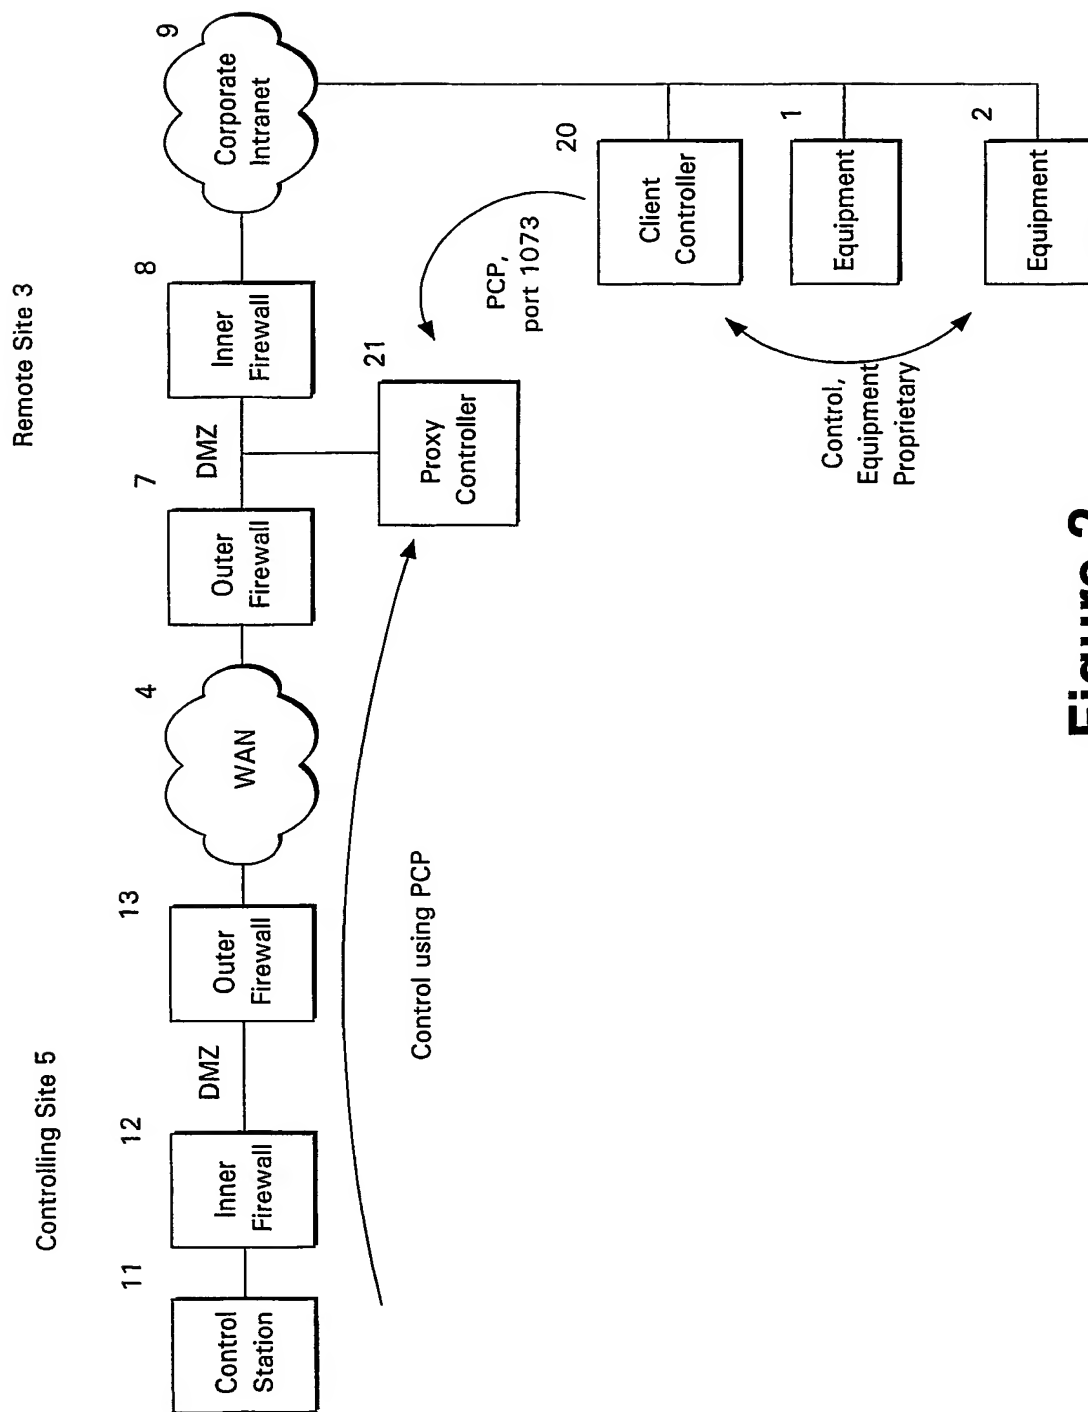 Controlling Site 5
Remote Site 3
11
12
13
4
7
8
9
Control
Station
Inner
Firewall
DMZ
Outer
Firewall
WAN
Outer
Firewall
DMZ
Inner
Firewall
Corporate
Intranet
21
Proxy
Controller
Control using PCP
PCP,
port 1073
20
Client
Controller
1
Equipment
2
Equipment
Control,
Equipment
Proprietary
Figure 2